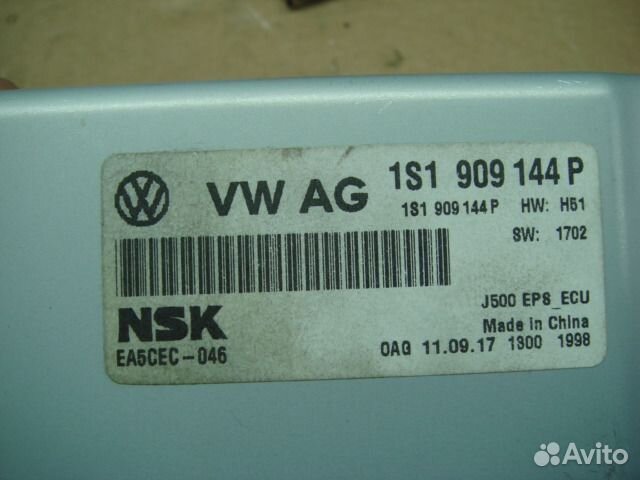 VW AG
1S1 909 144 P
1S1 909 144 P HW: H51
SW: 1702
NSK
EA5CEC-046
J500 EPS_ECU
Made in China
0AG 11.09.17 1300 1998
Avito